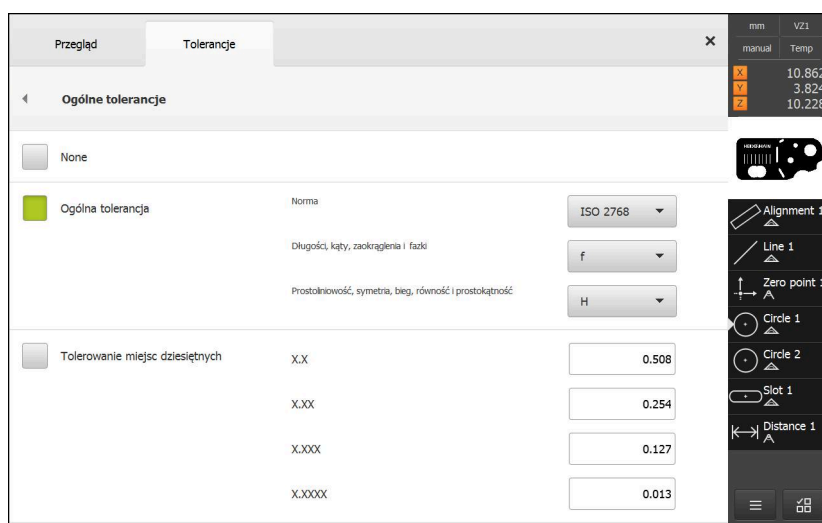 Przegląd
Tolerancje
×
Ogólne tolerancje
None
Ogólna tolerancja
Norma
ISO 2768
Długości, kąty, zaokrąglenia i fazki
f
Prostoliniowość, symetria, bieg, równość i prostokątność
H
Tolerowanie miejsc dziesiętnych
X.X
0.508
X.XX
0.254
X.XXX
0.127
X.XXXX
0.013
mm VZ1
manual Temp
X 10.862
Y 3.824
Z 10.228
HEIDENHAIN
Alignment 1
Line 1
Zero point 1
Circle 1
Circle 2
Slot 1
Distance 1